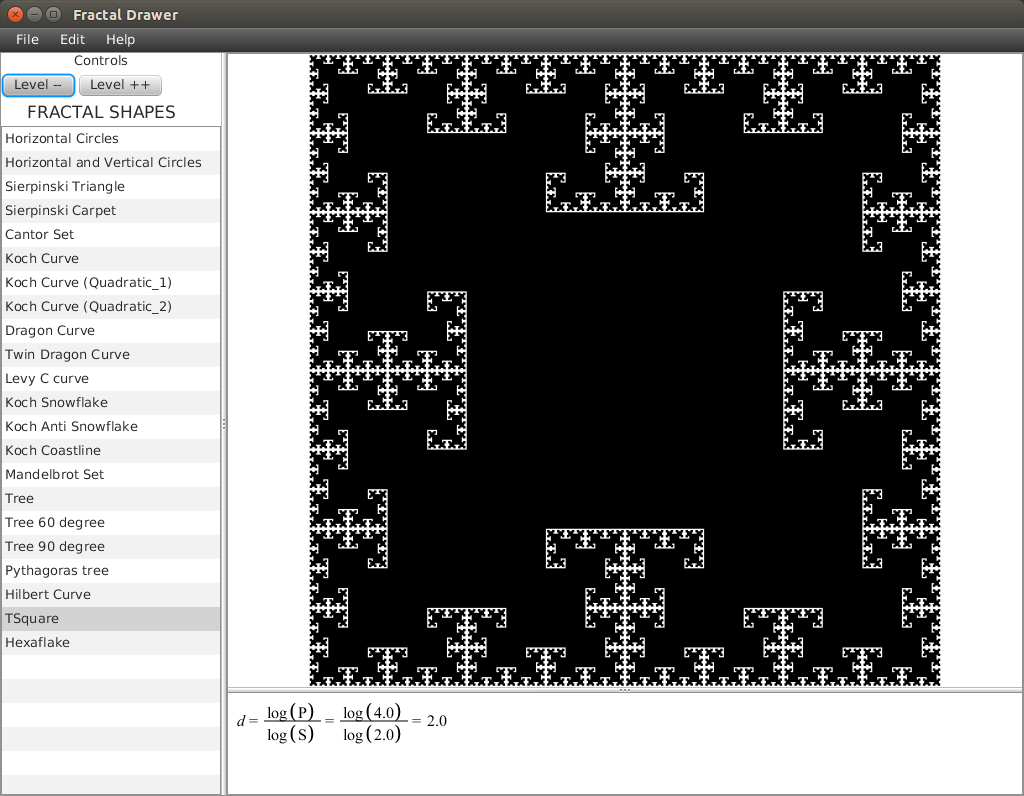 Fractal Drawer
File Edit Help
Controls
Level -- Level ++
FRACTAL SHAPES
Horizontal Circles
Horizontal and Vertical Circles
Sierpinski Triangle
Sierpinski Carpet
Cantor Set
Koch Curve
Koch Curve (Quadratic_1)
Koch Curve (Quadratic_2)
Dragon Curve
Twin Dragon Curve
Levy C curve
Koch Snowflake
Koch Anti Snowflake
Koch Coastline
Mandelbrot Set
Tree
Tree 60 degree
Tree 90 degree
Pythagoras tree
Hilbert Curve
TSquare
Hexaflake
d = log(P) / log(S) = log(4.0) / log(2.0) = 2.0